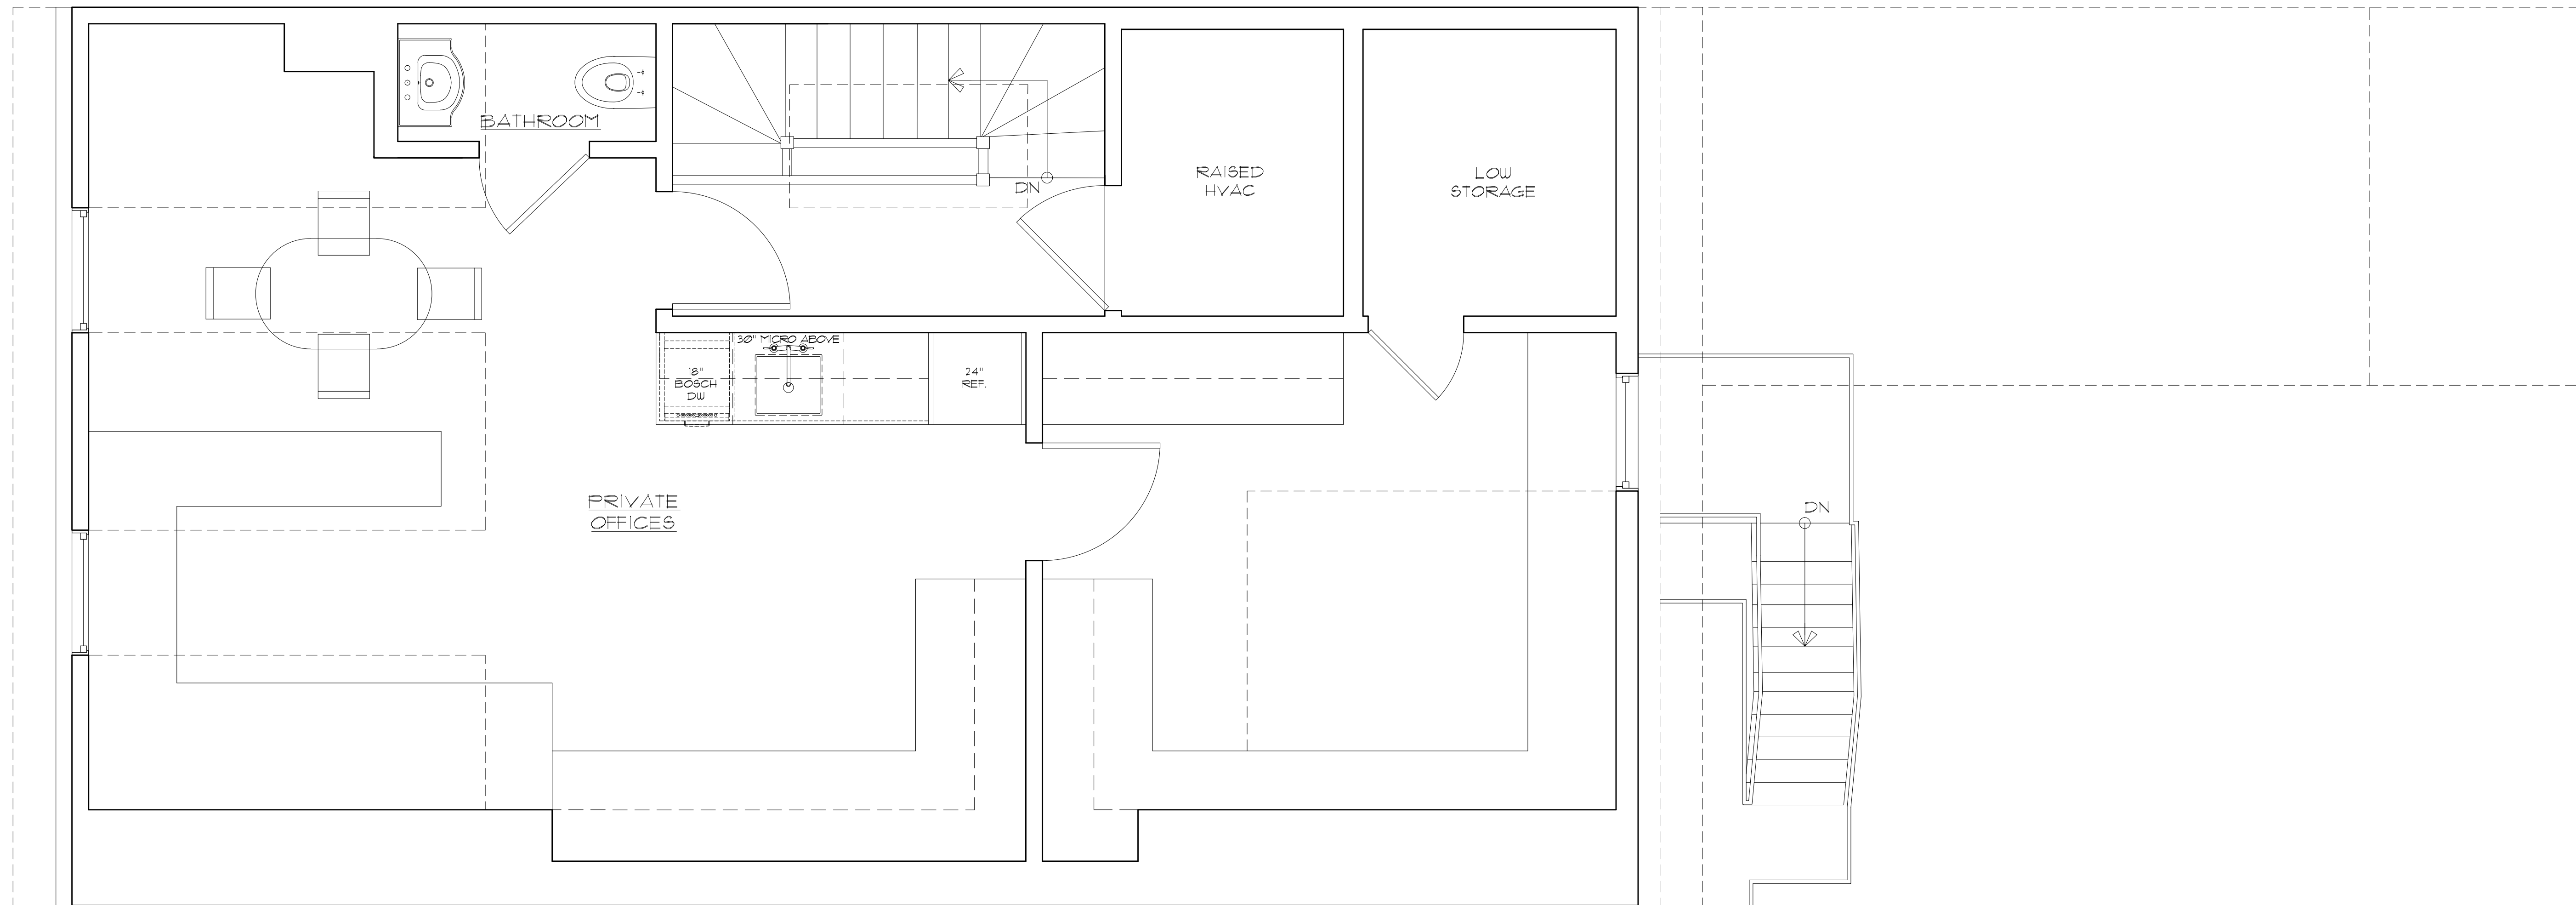 BATHROOM
DN
RAISED
HVAC
LOW
STORAGE
30" MICRO ABOVE
18"
BOSCH
DW
24"
REF.
PRIVATE
OFFICES
DN